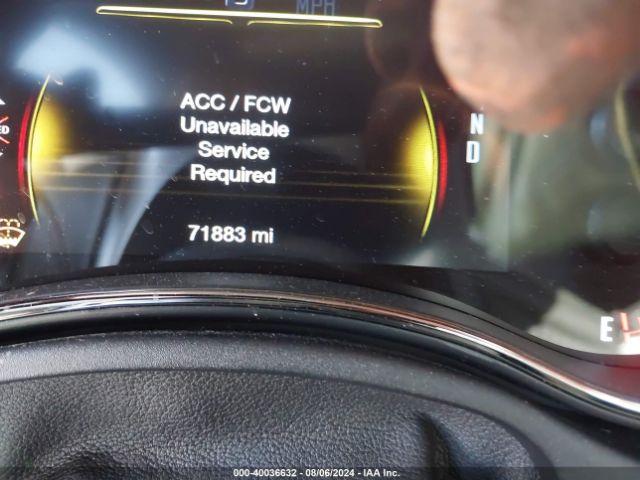 MPH
ACC / FCW
Unavailable
Service
Required
71883 mi
N
D
E
000-40036632 - 08/06/2024 - IAA Inc.